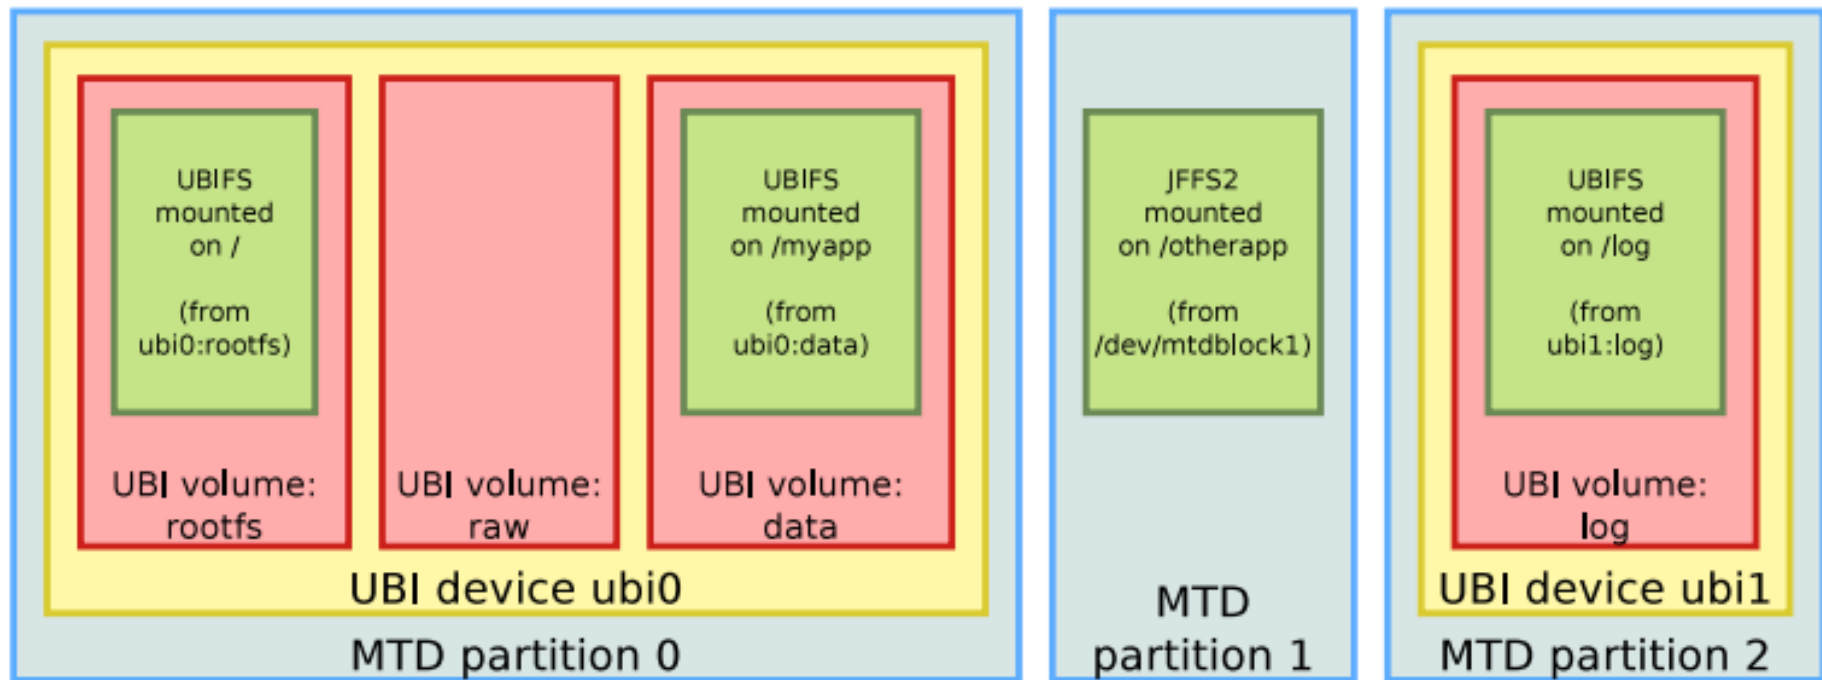 UBIFS
mounted
on /
(from
ubi0:rootfs)
UBI volume:
rootfs
UBI volume:
raw
UBIFS
mounted
on /myapp
(from
ubi0:data)
UBI volume:
data
UBI device ubi0
MTD partition 0
JFFS2
mounted
on /otherapp
(from
/dev/mtdblock1)
MTD
partition 1
UBIFS
mounted
on /log
(from
ubi1:log)
UBI volume:
log
UBI device ubi1
MTD partition 2